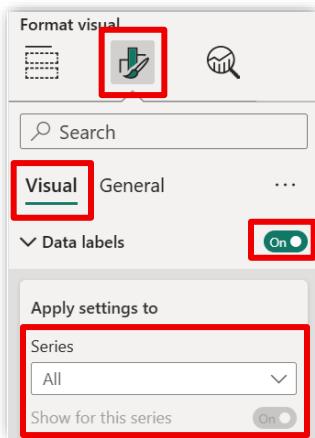 Format visual
Search
Visual General
Data labels On
Apply settings to
Series
All
Show for this series On